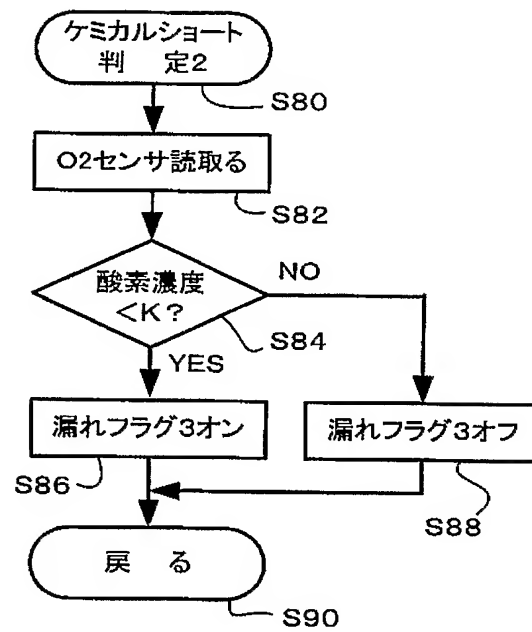 ケミカルショート
判 定2
S80
O2センサ読取る
S82
酸素濃度
<K?
NO
S84
YES
漏れフラグ3オン
漏れフラグ3オフ
S86
S88
戻 る
S90